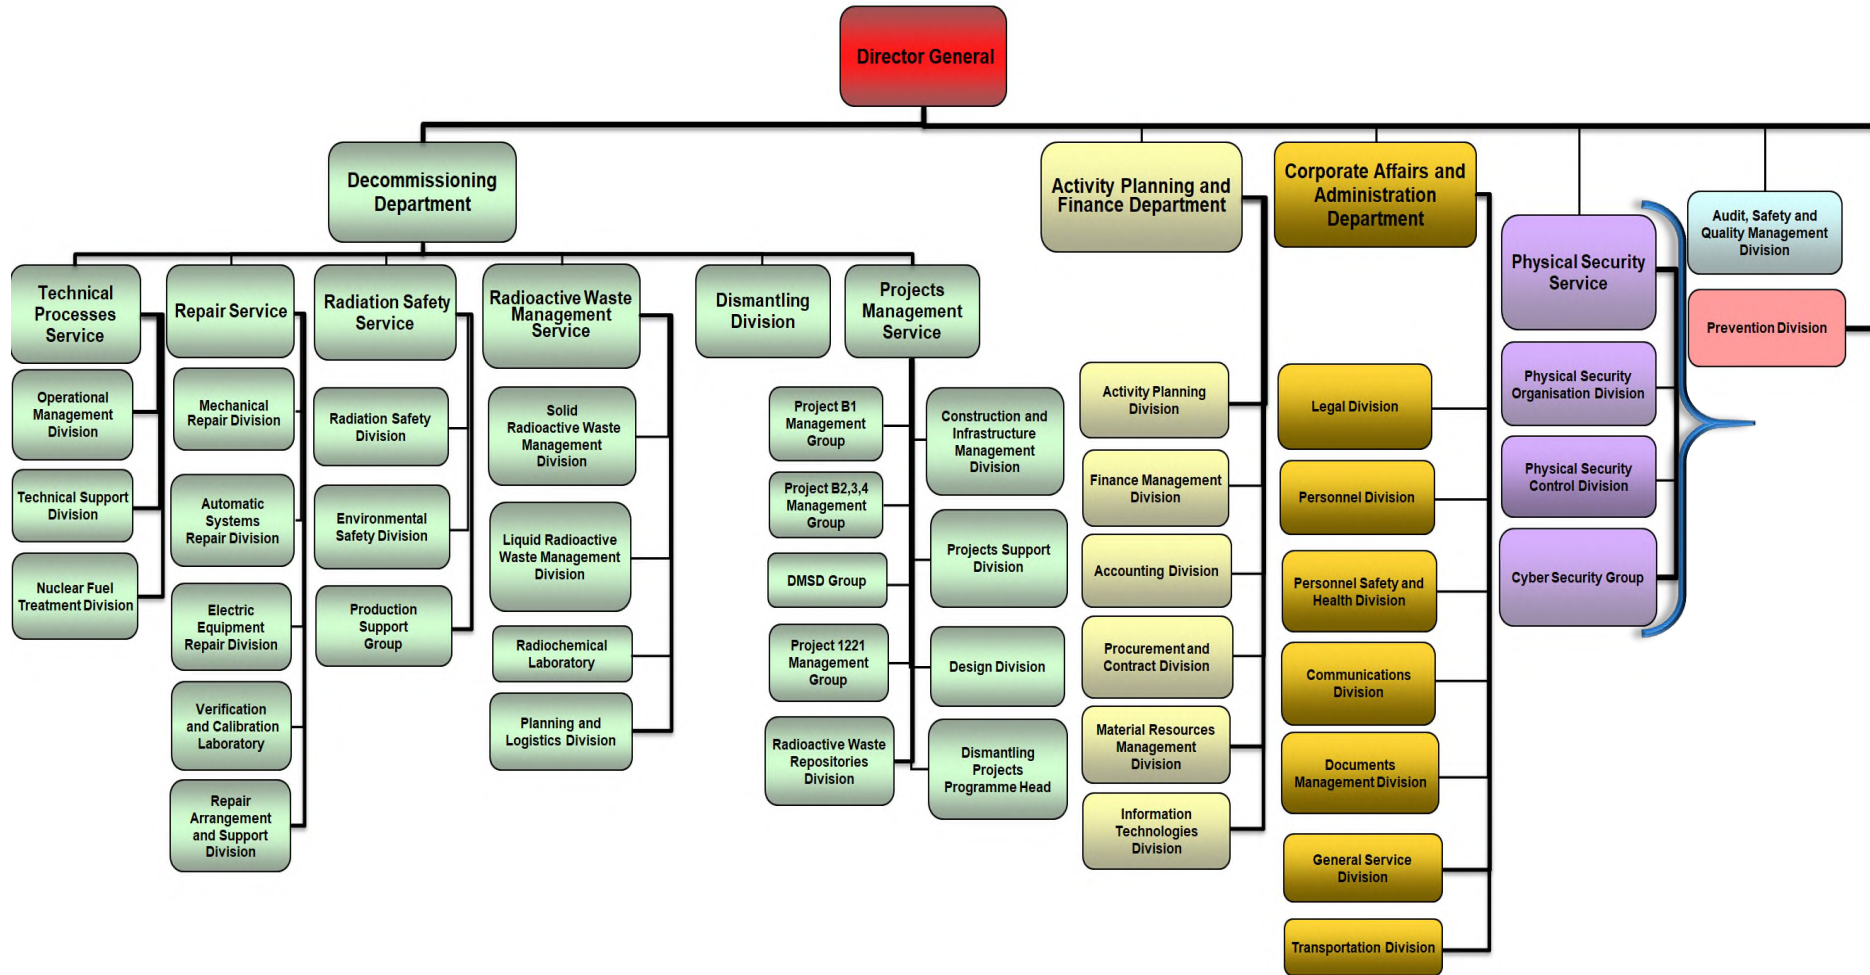 Director General
Decommissioning
Department
Activity Planning and
Finance Department
Corporate Affairs and
Administration
Department
Physical Security
Service
Audit, Safety and
Quality Management
Division
Prevention Division
Technical
Processes
Service
Repair Service
Radiation Safety
Service
Radioactive Waste
Management
Service
Dismantling
Division
Projects
Management
Service
Operational
Management
Division
Technical Support
Division
Nuclear Fuel
Treatment Division
Mechanical
Repair Division
Automatic
Systems
Repair Division
Electric
Equipment
Repair Division
Verification
and Calibration
Laboratory
Repair
Arrangement
and Support
Division
Radiation Safety
Division
Environmental
Safety Division
Production
Support
Group
Solid
Radioactive Waste
Management
Division
Liquid Radioactive
Waste Management
Division
Radiochemical
Laboratory
Planning and
Logistics Division
Project B1
Management
Group
Project B2,3,4
Management
Group
DMSD Group
Project 1221
Management
Group
Radioactive Waste
Repositories
Division
Construction and
Infrastructure
Management
Division
Projects Support
Division
Design Division
Dismantling
Projects
Programme Head
Activity Planning
Division
Finance Management
Division
Accounting Division
Procurement and
Contract Division
Material Resources
Management
Division
Information
Technologies
Division
Legal Division
Personnel Division
Personnel Safety and
Health Division
Communications
Division
Documents
Management Division
General Service
Division
Transportation Division
Physical Security
Organisation Division
Physical Security
Control Division
Cyber Security Group